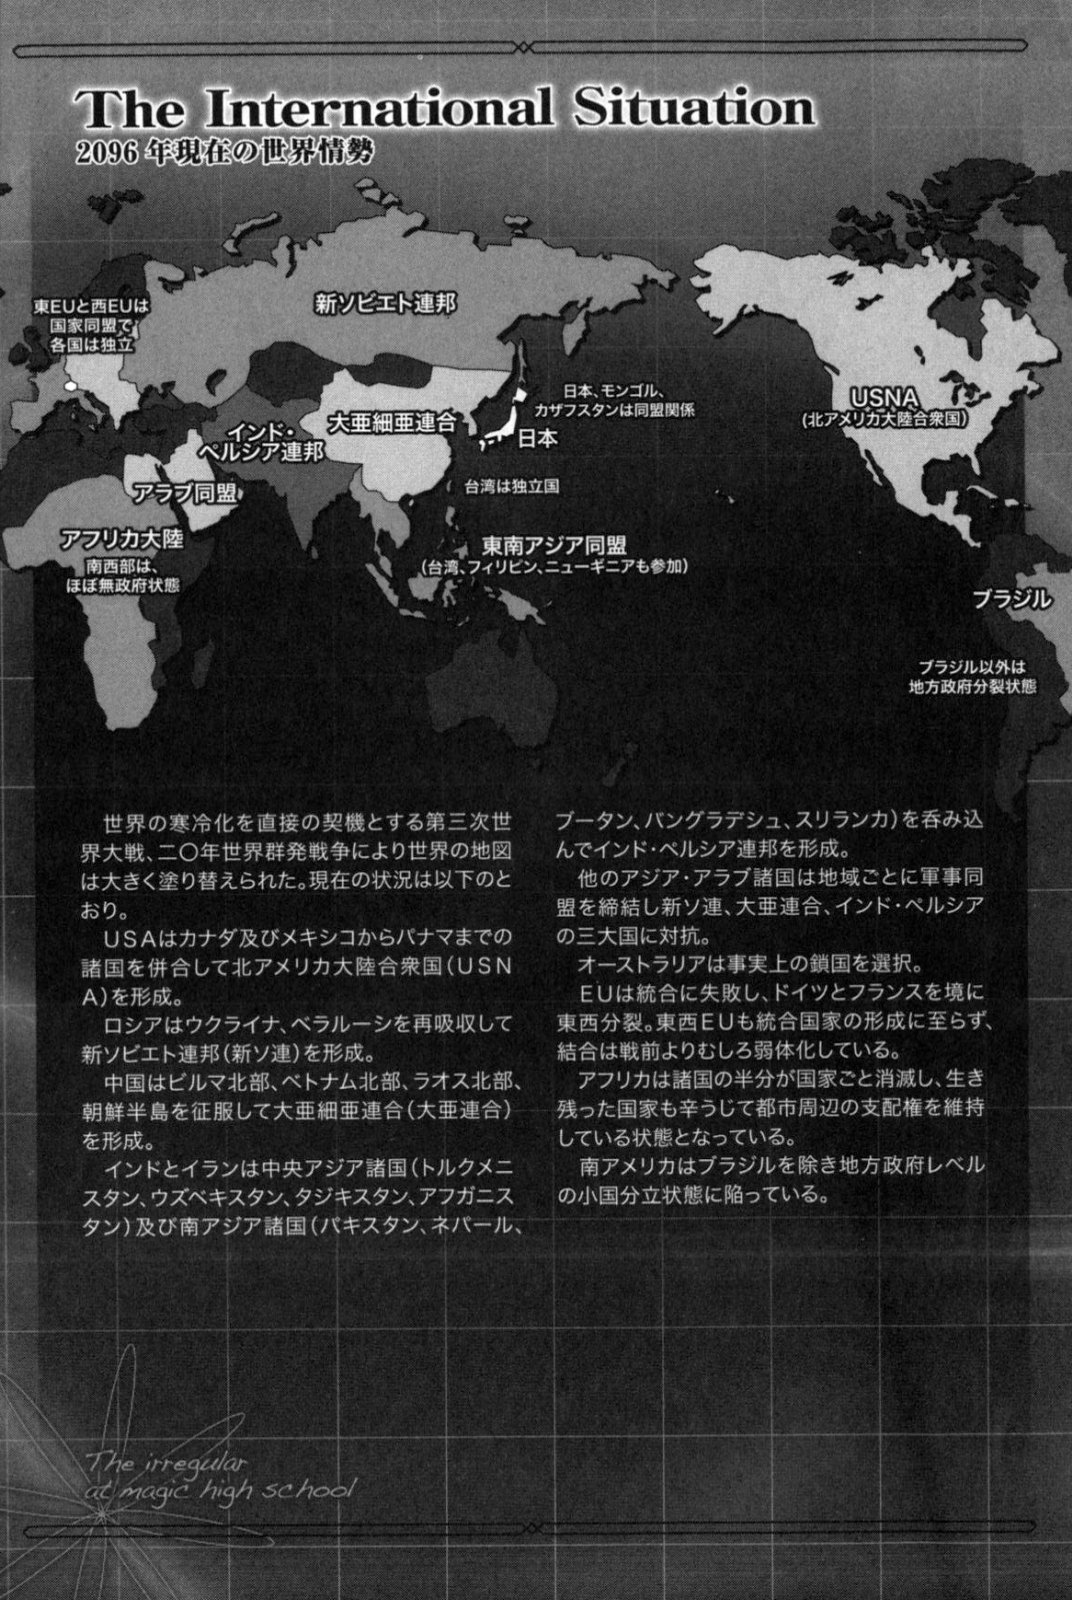 The International Situation
2096年現在の世界情勢
東EUと西EUは
国家同盟で
各国は独立
新ソビエト連邦
日本、モンゴル、
カザフスタンは同盟関係
USNA
(北アメリカ大陸合衆国)
大亜細亜連合
日本
インド・
ペルシア連邦
台湾は独立国
アラブ同盟
アフリカ大陸
南西部は、
ほぼ無政府状態
東南アジア同盟
(台湾、フィリピン、ニューギニアも参加)
ブラジル
ブラジル以外は
地方政府分裂状態
世界の寒冷化を直接の契機とする第三次世
界大戦、二〇年世界群発戦争により世界の地図
は大きく塗り替えられた。現在の状況は以下のと
おり。
USAはカナダ及びメキシコからパナマまでの
諸国を併合して北アメリカ大陸合衆国(USN
A)を形成。
ロシアはウクライナ、ベラルーシを再吸収して
新ソビエト連邦(新ソ連)を形成。
中国はビルマ北部、ベトナム北部、ラオス北部、
朝鮮半島を征服して大亜細亜連合(大亜連合)
を形成。
インドとイランは中央アジア諸国(トルクメニ
スタン、ウズベキスタン、タジキスタン、アフガニス
タン)及び南アジア諸国(パキスタン、ネパール、
ブータン、バングラデシュ、スリランカ)を呑み込
んでインド・ペルシア連邦を形成。
他のアジア・アラブ諸国は地域ごとに軍事同
盟を締結し新ソ連、大亜連合、インド・ペルシア
の三大国に対抗。
オーストラリアは事実上の鎖国を選択。
EUは統合に失敗し、ドイツとフランスを境に
東西分裂。東西EUも統合国家の形成に至らず、
結合は戦前よりむしろ弱体化している。
アフリカは諸国の半分が国家ごと消滅し、生き
残った国家も辛うじて都市周辺の支配権を維持
している状態となっている。
南アメリカはブラジルを除き地方政府レベル
の小国分立状態に陥っている。
The irregular
at magic high school